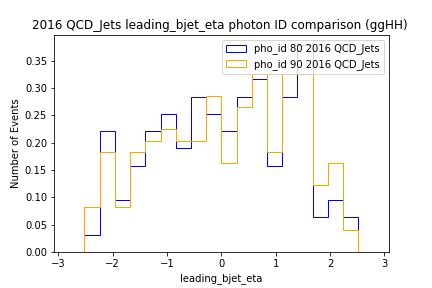 2016 QCD_Jets leading_bjet_eta photon ID comparison (ggHH)
pho_id 80 2016 QCD_Jets
pho_id 90 2016 QCD_Jets
Number of Events
0.35
0.30
0.25
0.20
0.15
0.10
0.05
0.00
−3 −2 −1 0 1 2 3
leading_bjet_eta